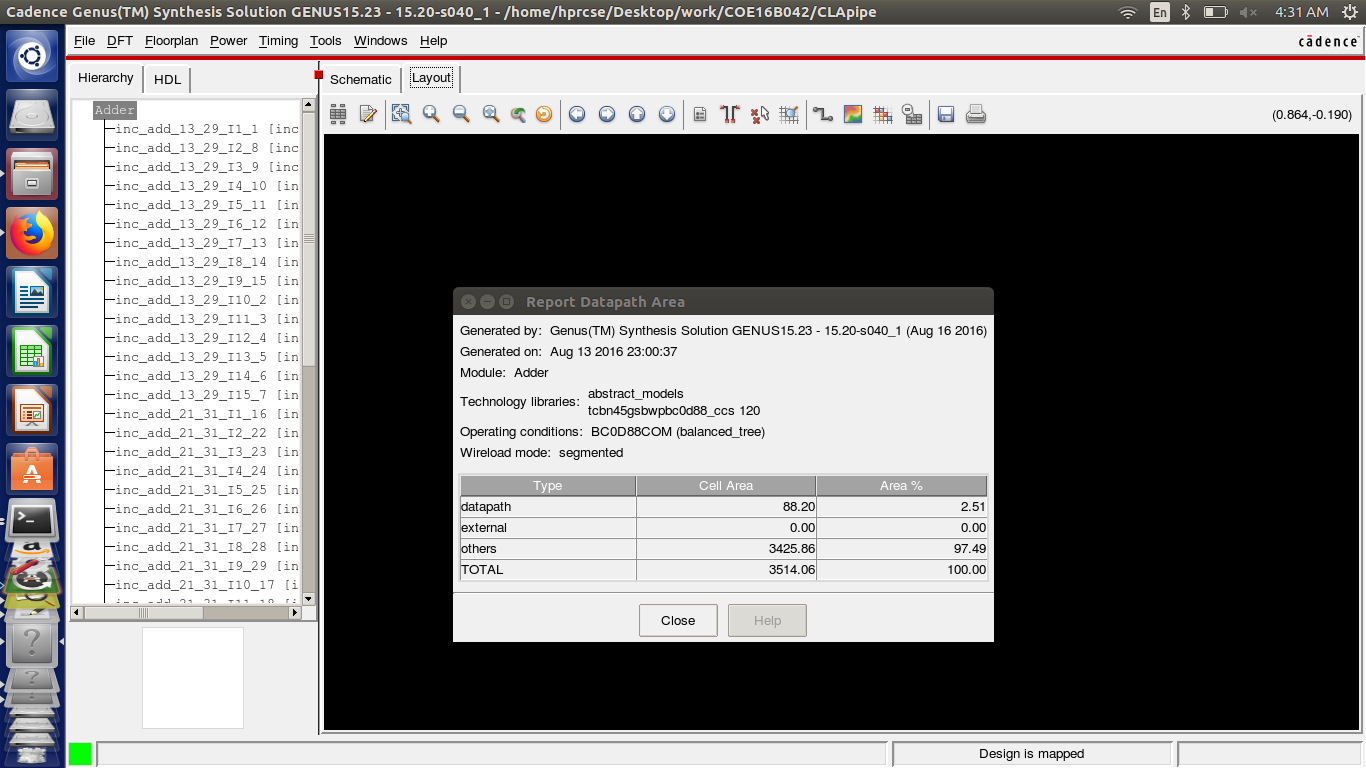 Cadence Genus(TM) Synthesis Solution GENUS15.23 - 15.20-s040_1 - /home/hprcse/Desktop/work/COE16B042/CLApipe
En
4:31 AM
File DFT Floorplan Power Timing Tools Windows Help
cādence™
Hierarchy HDL
Schematic Layout
(0.864,-0.190)
Adder
inc_add_13_29_I1_1 [inc
inc_add_13_29_I2_8 [inc
inc_add_13_29_I3_9 [inc
inc_add_13_29_I4_10 [in
inc_add_13_29_I5_11 [in
inc_add_13_29_I6_12 [in
inc_add_13_29_I7_13 [in
inc_add_13_29_I8_14 [in
inc_add_13_29_I9_15 [in
inc_add_13_29_I10_2 [in
inc_add_13_29_I11_3 [in
inc_add_13_29_I12_4 [in
inc_add_13_29_I13_5 [in
inc_add_13_29_I14_6 [in
inc_add_13_29_I15_7 [in
inc_add_21_31_I1_16 [in
inc_add_21_31_I2_22 [in
inc_add_21_31_I3_23 [in
inc_add_21_31_I4_24 [in
inc_add_21_31_I5_25 [in
inc_add_21_31_I6_26 [in
inc_add_21_31_I7_27 [in
inc_add_21_31_I8_28 [in
inc_add_21_31_I9_29 [in
inc_add_21_31_I10_17 [i
Report Datapath Area
Generated by: Genus(TM) Synthesis Solution GENUS15.23 - 15.20-s040_1 (Aug 16 2016)
Generated on: Aug 13 2016 23:00:37
Module: Adder
Technology libraries: abstract_models
tcbn45gsbwpbc0d88_ccs 120
Operating conditions: BC0D88COM (balanced_tree)
Wireload mode: segmented
Type Cell Area Area %
datapath 88.20 2.51
external 0.00 0.00
others 3425.86 97.49
TOTAL 3514.06 100.00
Close Help
Design is mapped